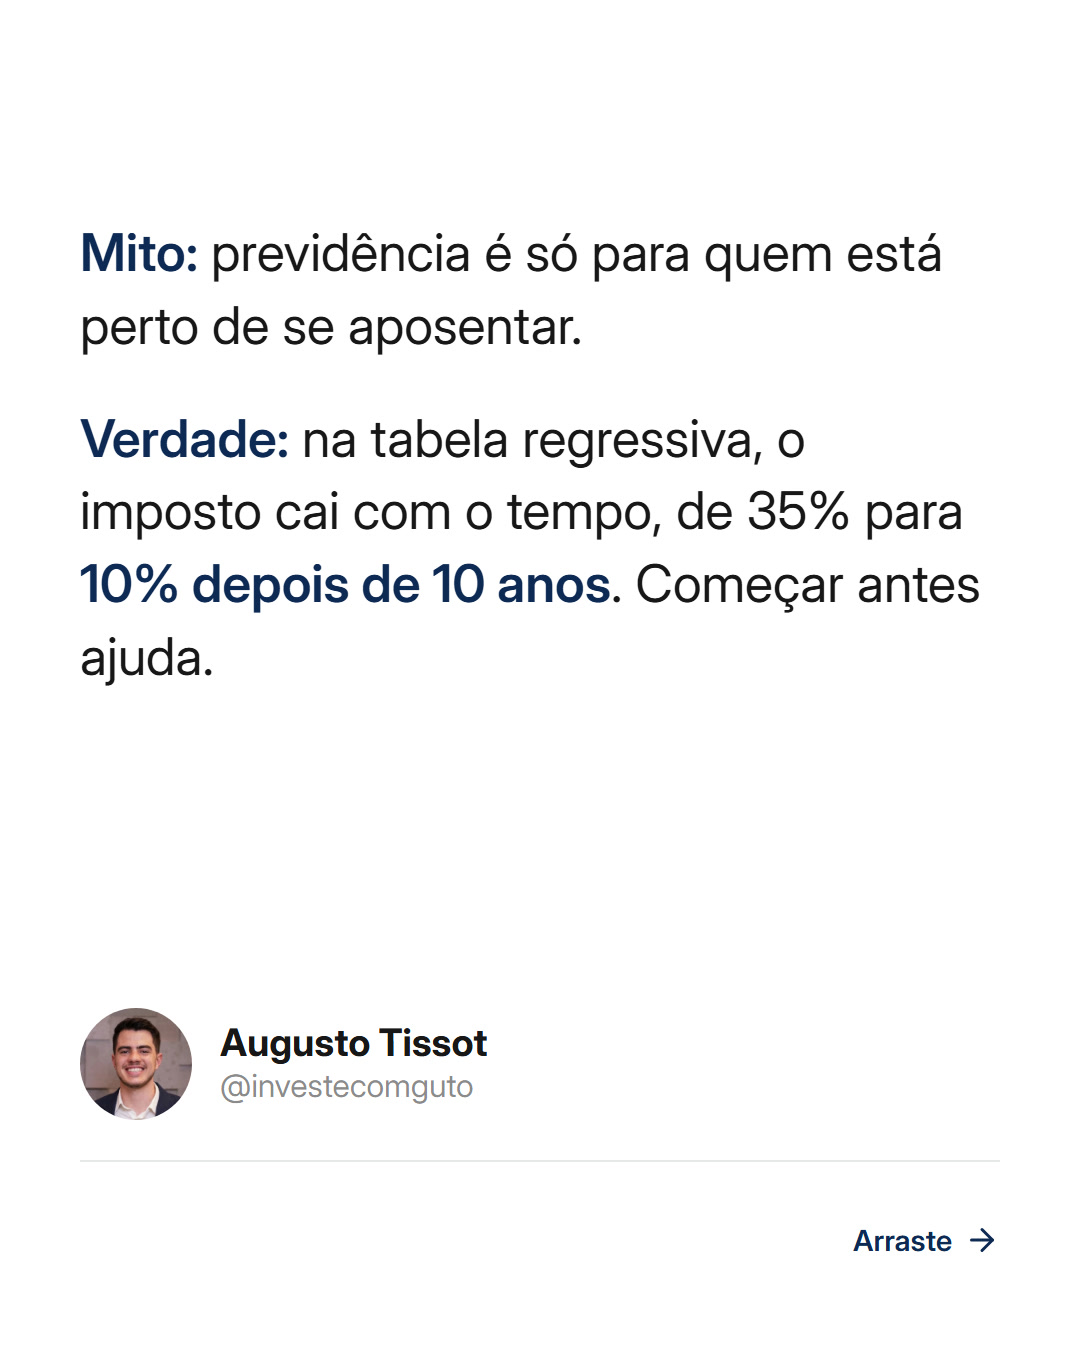 Mito: previdência é só para quem está
perto de se aposentar.
Verdade: na tabela regressiva, o
imposto cai com o tempo, de 35% para
10% depois de 10 anos. Começar antes
ajuda.
Augusto Tissot
@investecomguto
Arraste →